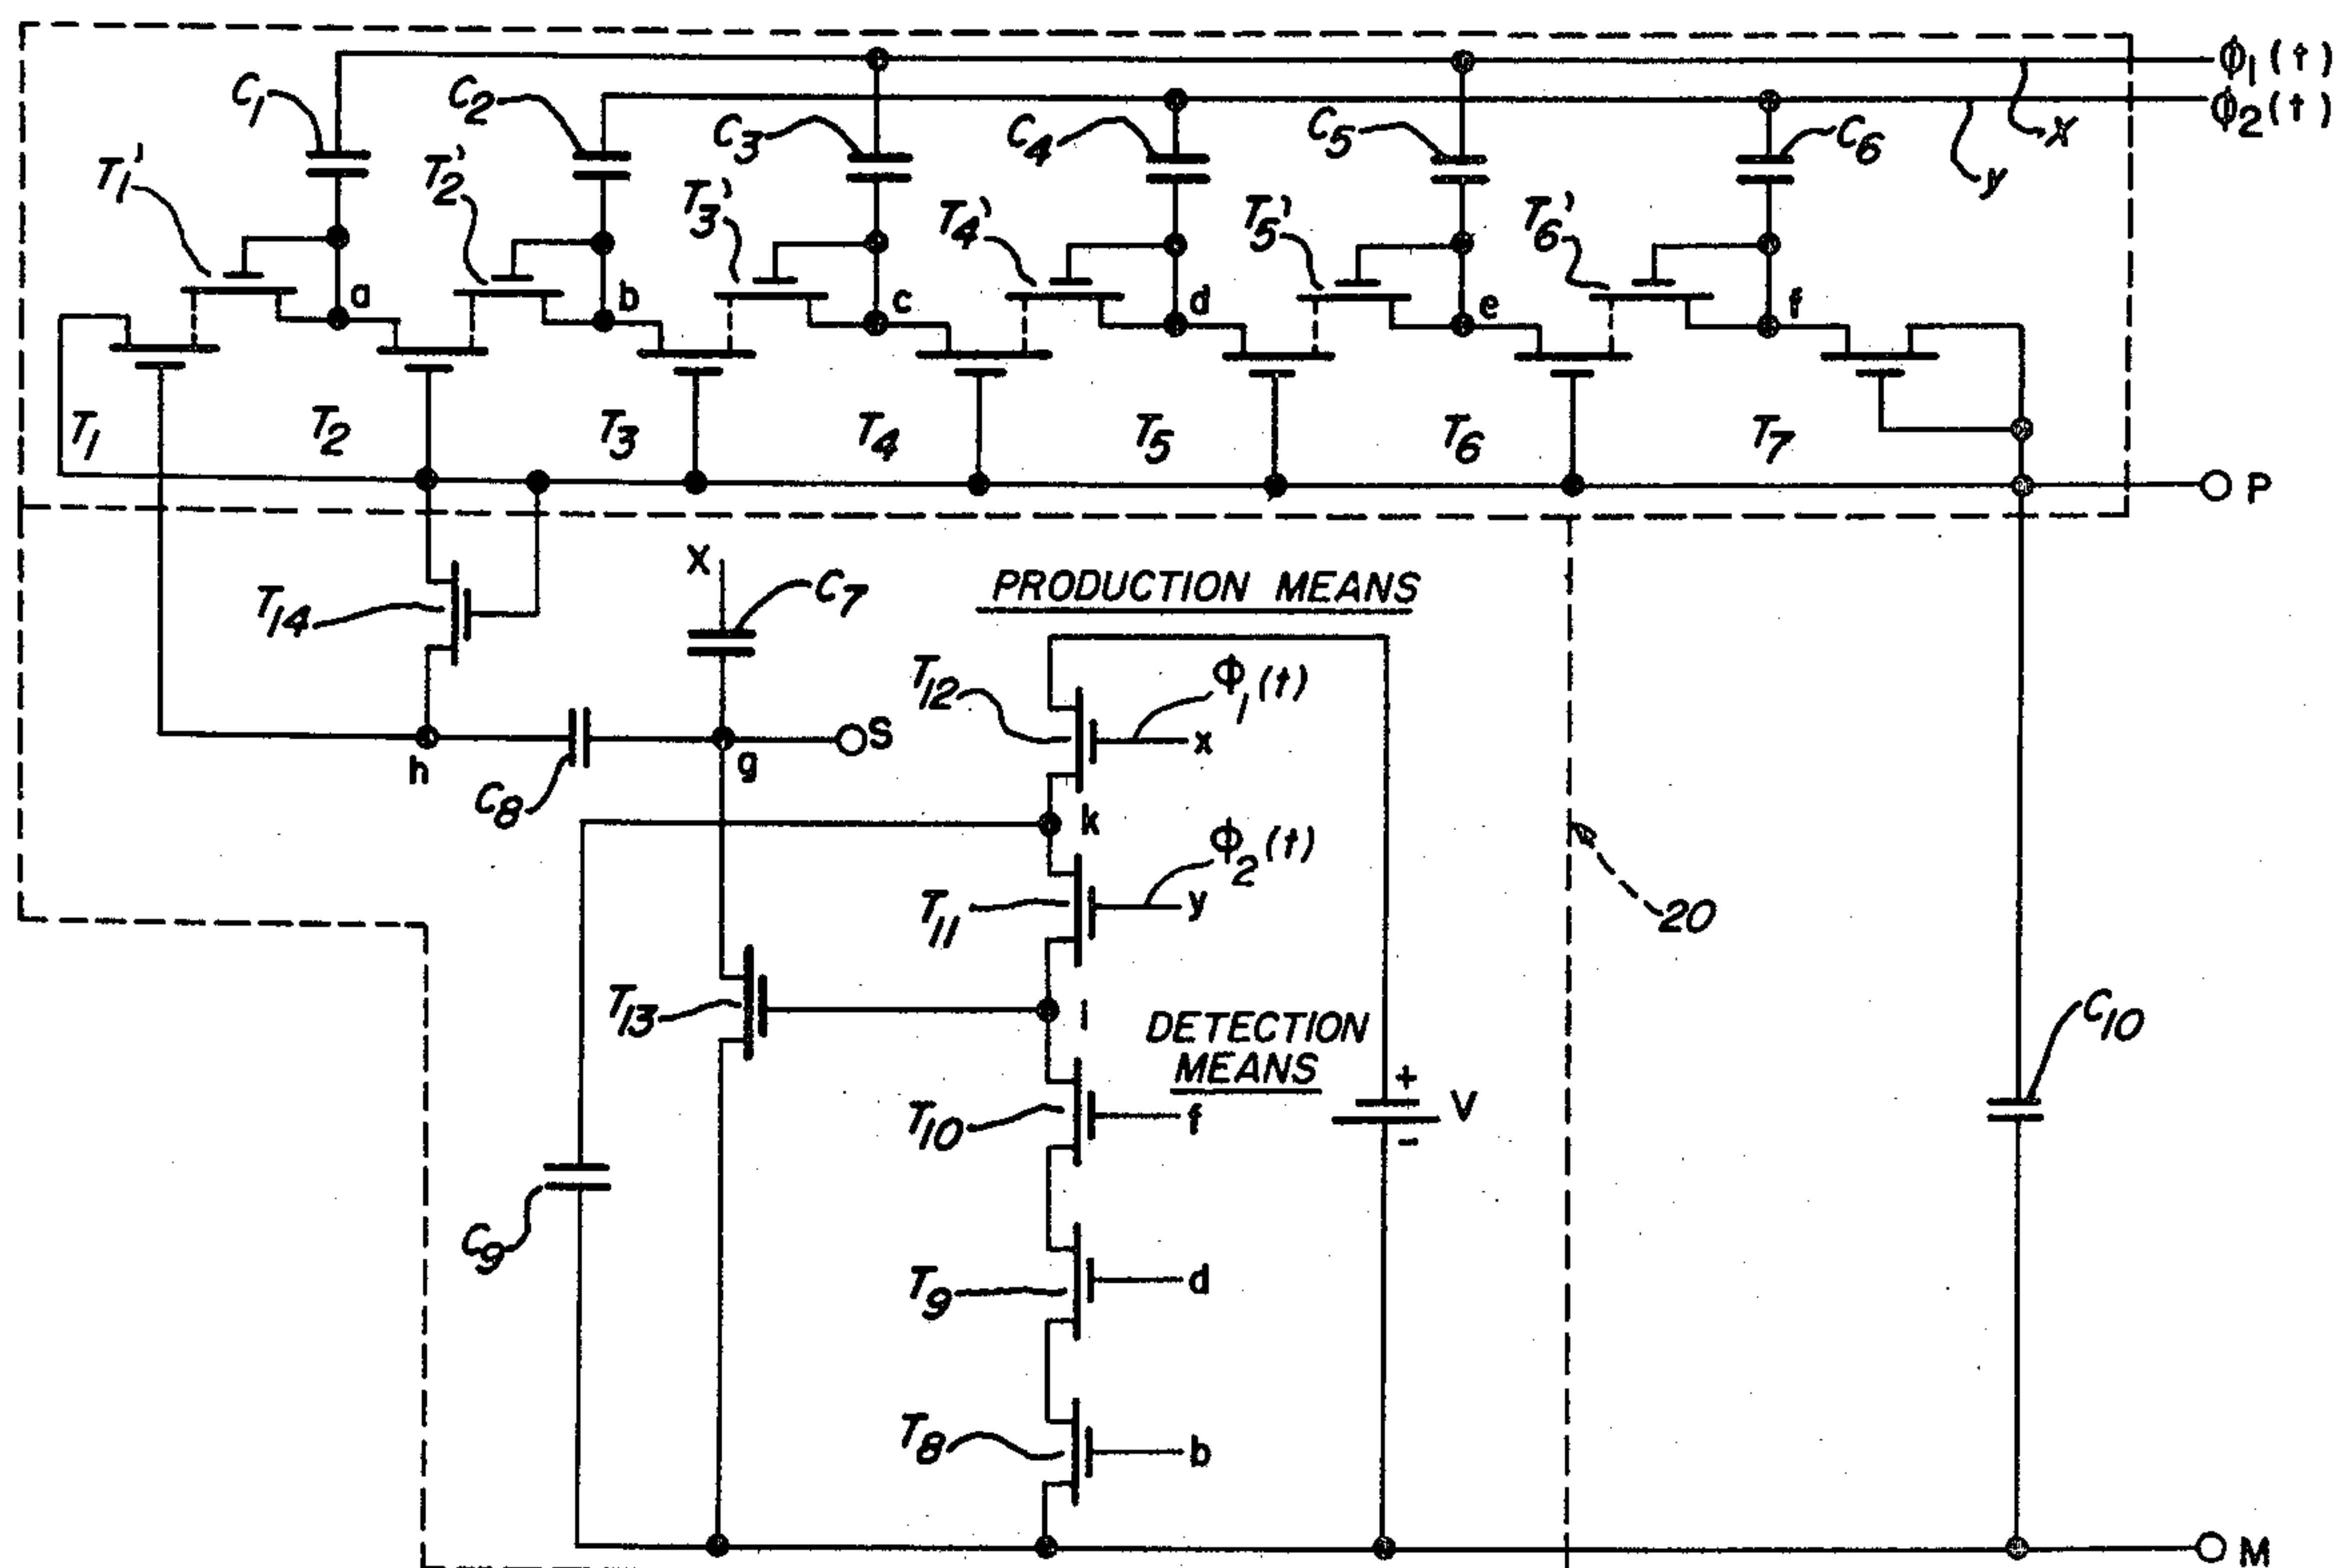 ϕ1(t)
ϕ2(t)
C1
C2
C3
C4
C5
C6
x
y
T1'
T2'
T3'
T4'
T5'
T6'
a
b
c
d
e
f
T1
T2
T3
T4
T5
T6
T7
P
X
C7
PRODUCTION MEANS
T14
T12
ϕ1(t)
x
S
h
g
C8
k
ϕ2(t)
T11
y
20
T13
l
DETECTION
MEANS
C10
T10
f
+
V
-
C9
T9
d
T8
b
M